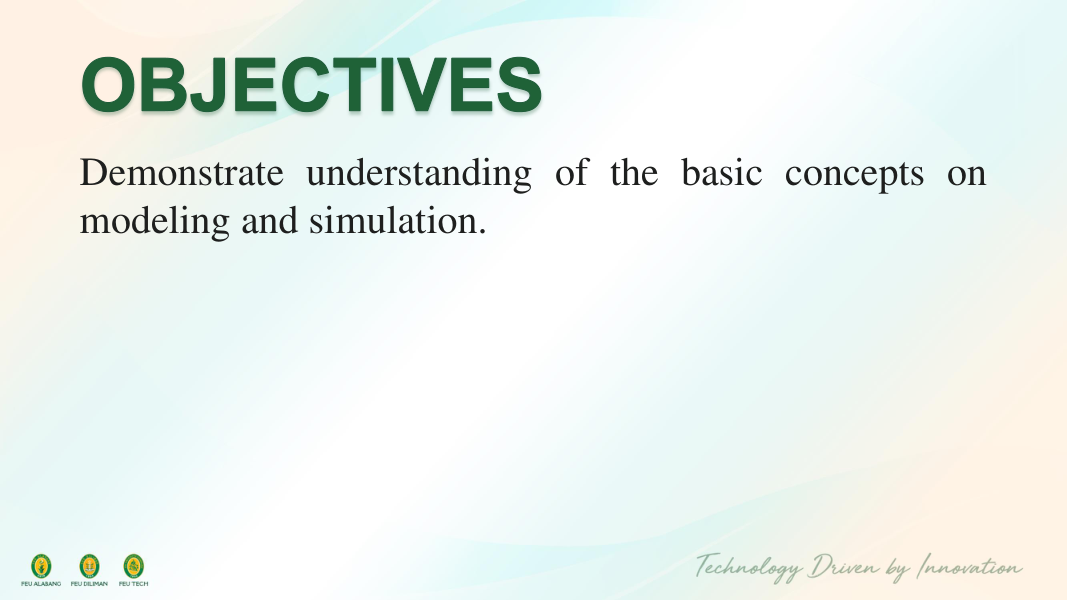 OBJECTIVES
Demonstrate understanding of the basic concepts on
modeling and simulation.
FEU ALABANG FEU DILIMAN FEU TECH
Technology Driven by Innovation